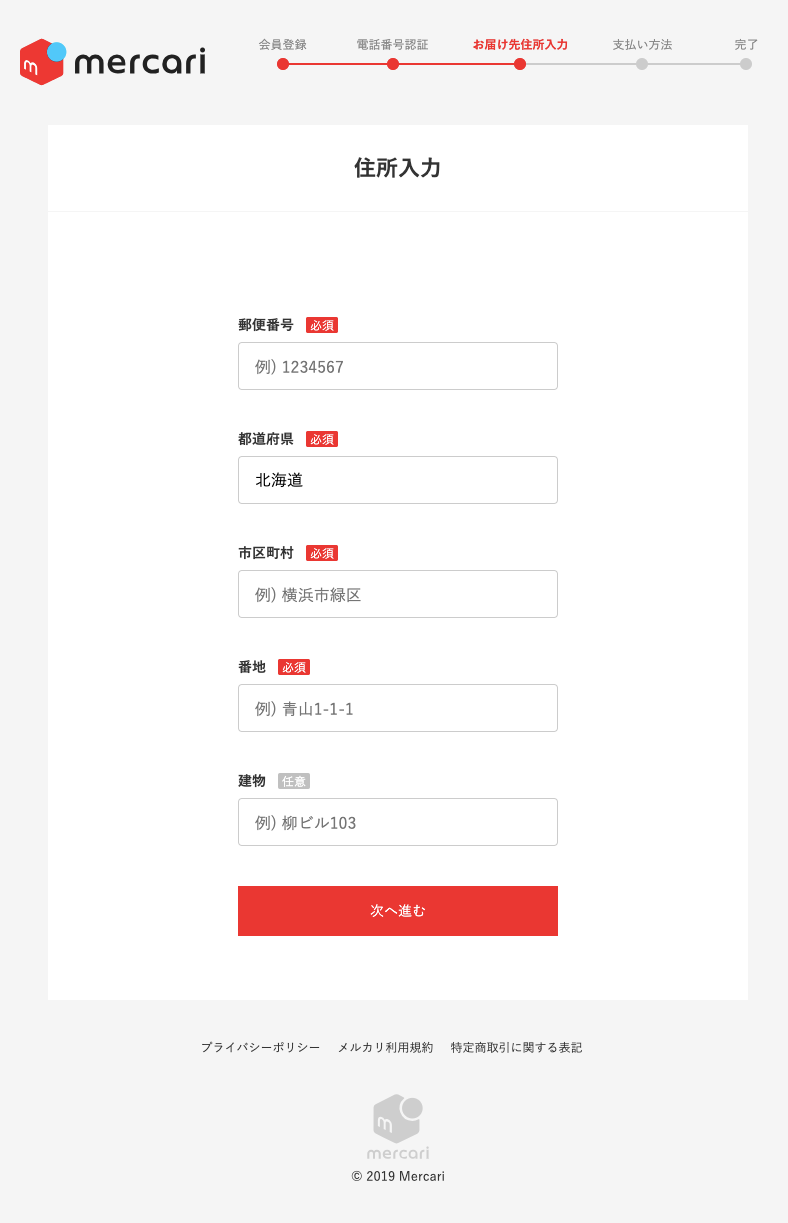 mercari
会員登録 電話番号認証 お届け先住所入力 支払い方法 完了
住所入力
郵便番号 必須
例) 1234567
都道府県 必須
北海道
市区町村 必須
例) 横浜市緑区
番地 必須
例) 青山1-1-1
建物 任意
例) 柳ビル103
次へ進む
プライバシーポリシー メルカリ利用規約 特定商取引に関する表記
mercari
© 2019 Mercari